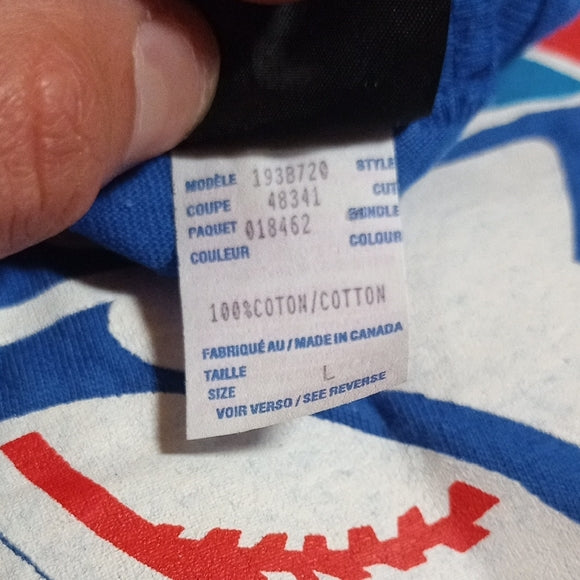 MODÈLE 193B720 STYLE
COUPE 48341 CUT
PAQUET 018462 BUNDLE
COULEUR COLOUR
100%COTON/COTTON
FABRIQUÉ AU / MADE IN CANADA
TAILLE
SIZE L
VOIR VERSO / SEE REVERSE